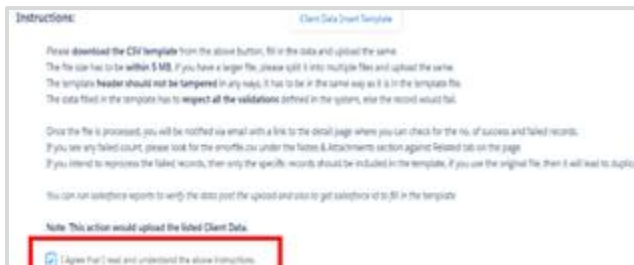 Instructions:
Client Data Insert Template
Please download the CSV template from the above button, fill in the data and upload the same.
The file size has to be within 5 MB, if you have a larger file, please split it into multiple files and upload the same.
The template header should not be tampered in any ways, it has to be in the same way as it is in the template file.
The data filled in the template has to respect all the validations defined in the system, else the record would fail.
Once the file is processed, you will be notified via email with a link to the detail page where you can check for the no. of success and failed records.
If you see any failed count, please look for the errorfile.csv under the Notes & Attachments section against Related tab on the page
If you intend to reprocess the failed records, then only the specific records should be included in the template, if you use the original file then it will lead to duplic
You can run salesforce reports to verify the data post the upload and also to get salesforce id to fill in the template
Note: This action would upload the listed Client Data.
I agree that I read and understand the above instructions.